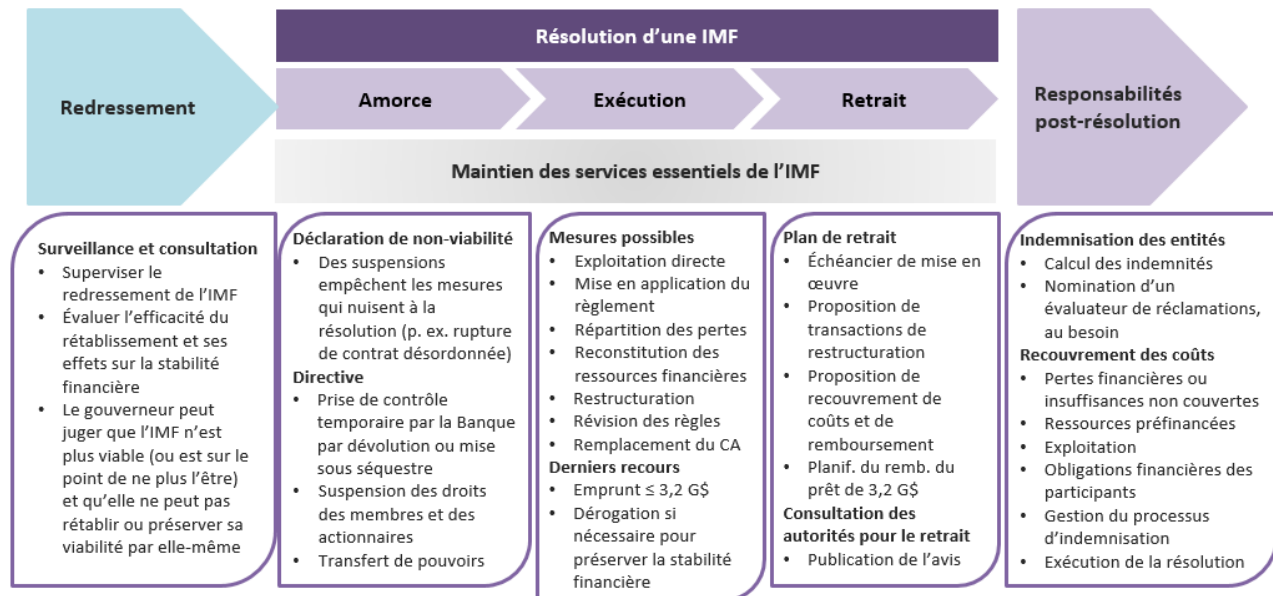 Résolution d’une IMF
Redressement
Amorce
Exécution
Retrait
Responsabilités
post-résolution
Maintien des services essentiels de l’IMF
Surveillance et consultation
• Superviser le
redressement de l’IMF
• Évaluer l’efficacité du
rétablissement et ses
effets sur la stabilité
financière
• Le gouverneur peut
juger que l’IMF n’est
plus viable (ou est sur le
point de ne plus l’être)
et qu’elle ne peut pas
rétablir ou préserver sa
viabilité par elle-même
Déclaration de non-viabilité
• Des suspensions
empêchent les mesures
qui nuisent à la
résolution (p. ex. rupture
de contrat désordonnée)
Directive
• Prise de contrôle
temporaire par la Banque
par dévolution ou mise
sous séquestre
• Suspension des droits
des membres et des
actionnaires
• Transfert de pouvoirs
Mesures possibles
• Exploitation directe
• Mise en application du
règlement
• Répartition des pertes
• Reconstitution des
ressources financières
• Restructuration
• Révision des règles
• Remplacement du CA
Derniers recours
• Emprunt ≤ 3,2 G$
• Dérogation si
nécessaire pour
préserver la stabilité
financière
Plan de retrait
• Échéancier de mise en
œuvre
• Proposition de
transactions de
restructuration
• Proposition de
recouvrement de
coûts et de
remboursement
• Planif. du remb. du
prêt de 3,2 G$
Consultation des
autorités pour le retrait
• Publication de l’avis
Indemnisation des entités
• Calcul des indemnités
• Nomination d’un
évaluateur de réclamations,
au besoin
Recouvrement des coûts
• Pertes financières ou
insuffisances non couvertes
• Ressources préfinancées
• Exploitation
• Obligations financières des
participants
• Gestion du processus
d’indemnisation
• Exécution de la résolution